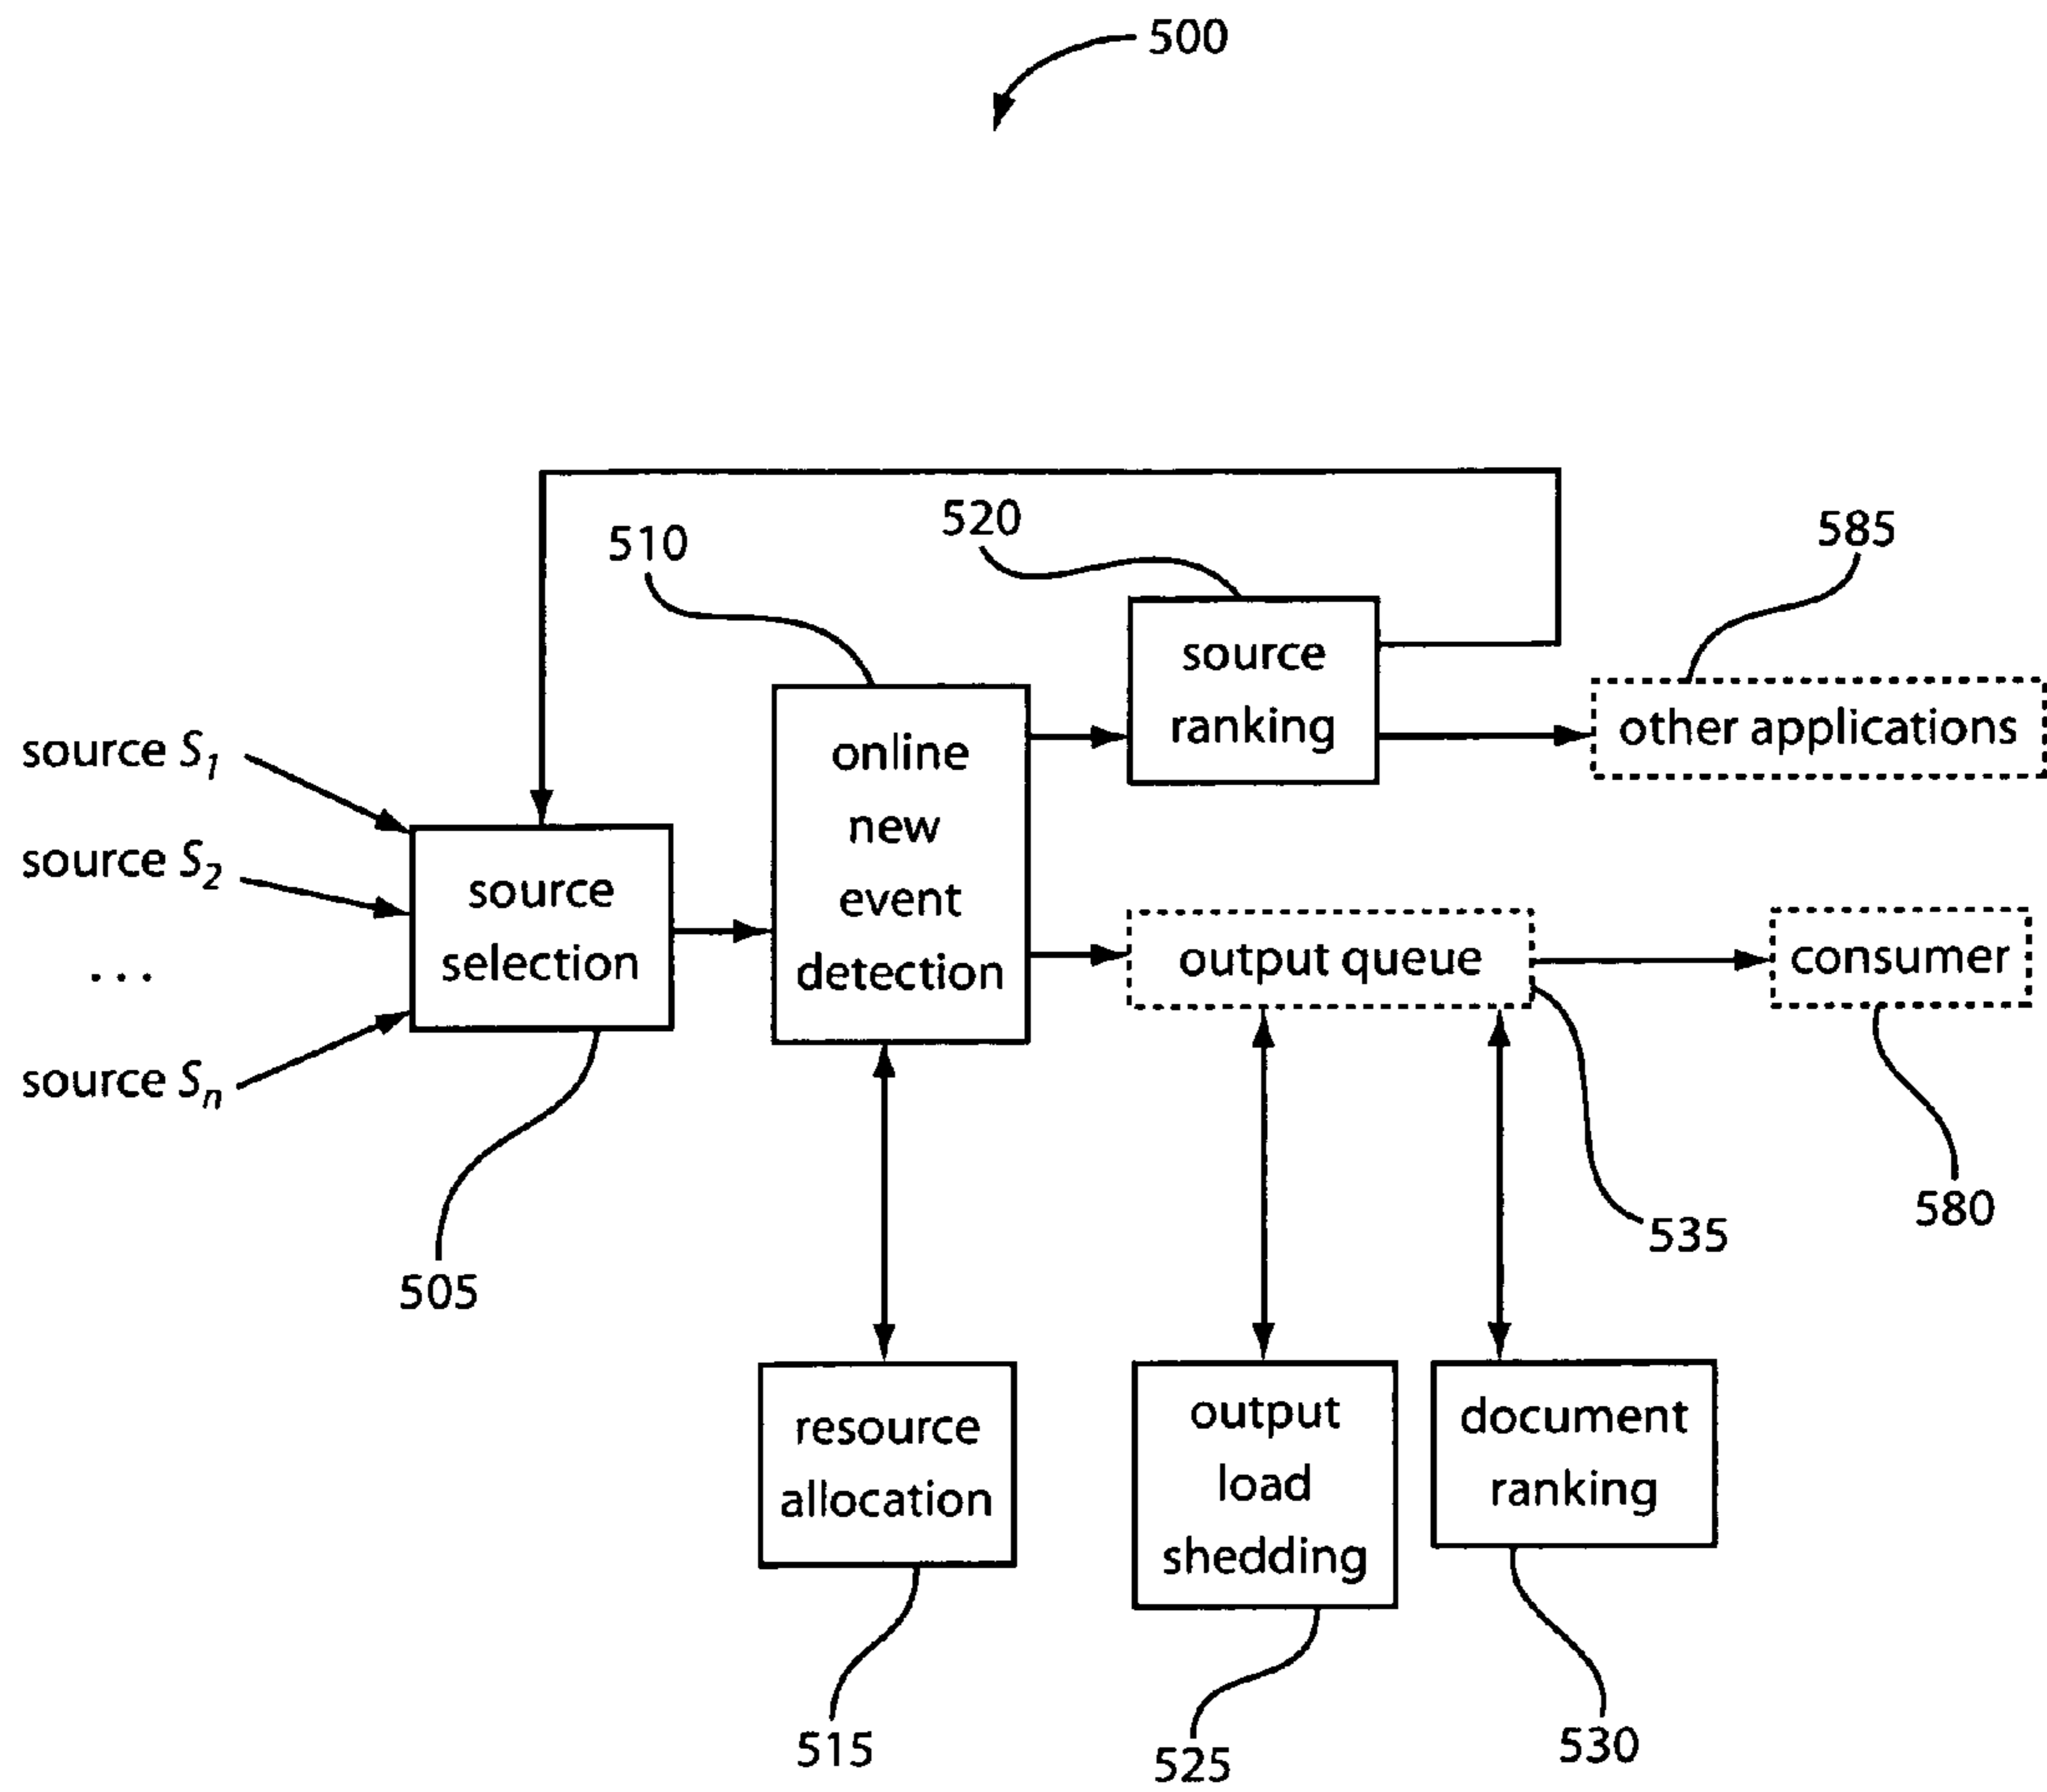 500
510
520
585
source
ranking
other applications
source S1
source S2
...
source Sn
source
selection
online
new
event
detection
output queue
consumer
505
535
580
resource
allocation
output
load
shedding
document
ranking
515
525
530